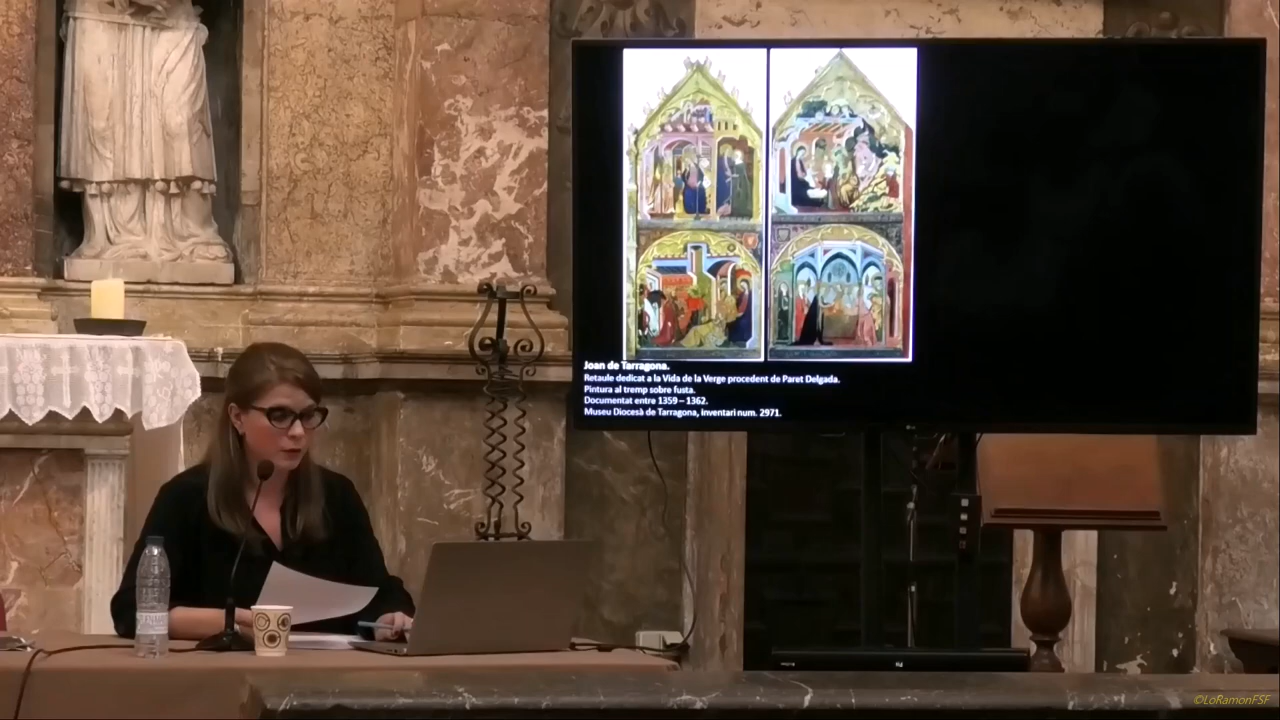 Joan de Tarragona.
Retaule dedicat a la Vida de la Verge procedent de Paret Delgada.
Pintura al tremp sobre fusta.
Documentat entre 1359 – 1362.
Museu Diocesà de Tarragona, inventari num. 2971.
©LoRamonFSF